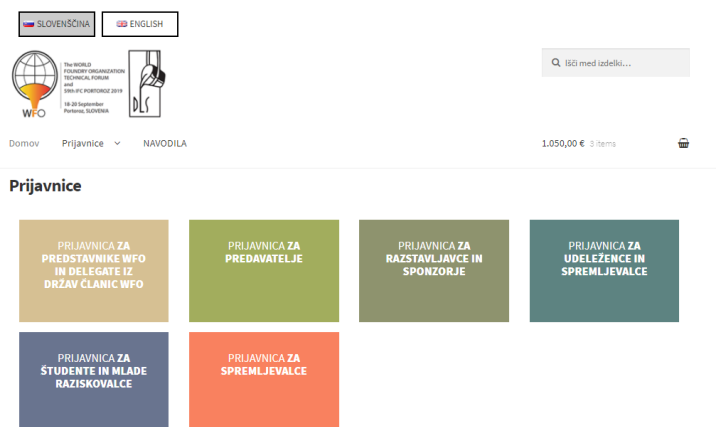 SLOVENŠČINA
ENGLISH
The WORLD
FOUNDRY ORGANIZATION
TECHNICAL FORUM
and
59th IFC PORTOROZ 2019
18-20 September
Portoroz, SLOVENIA
WFO
DLS
Išči med izdelki…
Domov
Prijavnice
NAVODILA
1.050,00 € 3 items
Prijavnice
PRIJAVNICA ZA
PREDSTAVNIKE WFO
IN DELEGATE IZ
DRŽAV ČLANIC WFO
PRIJAVNICA ZA
PREDAVATELJE
PRIJAVNICA ZA
RAZSTAVLJAVCE IN
SPONZORJE
PRIJAVNICA ZA
UDELEŽENCE IN
SPREMLJEVALCE
PRIJAVNICA ZA
ŠTUDENTE IN MLADE
RAZISKOVALCE
PRIJAVNICA ZA
SPREMLJEVALCE